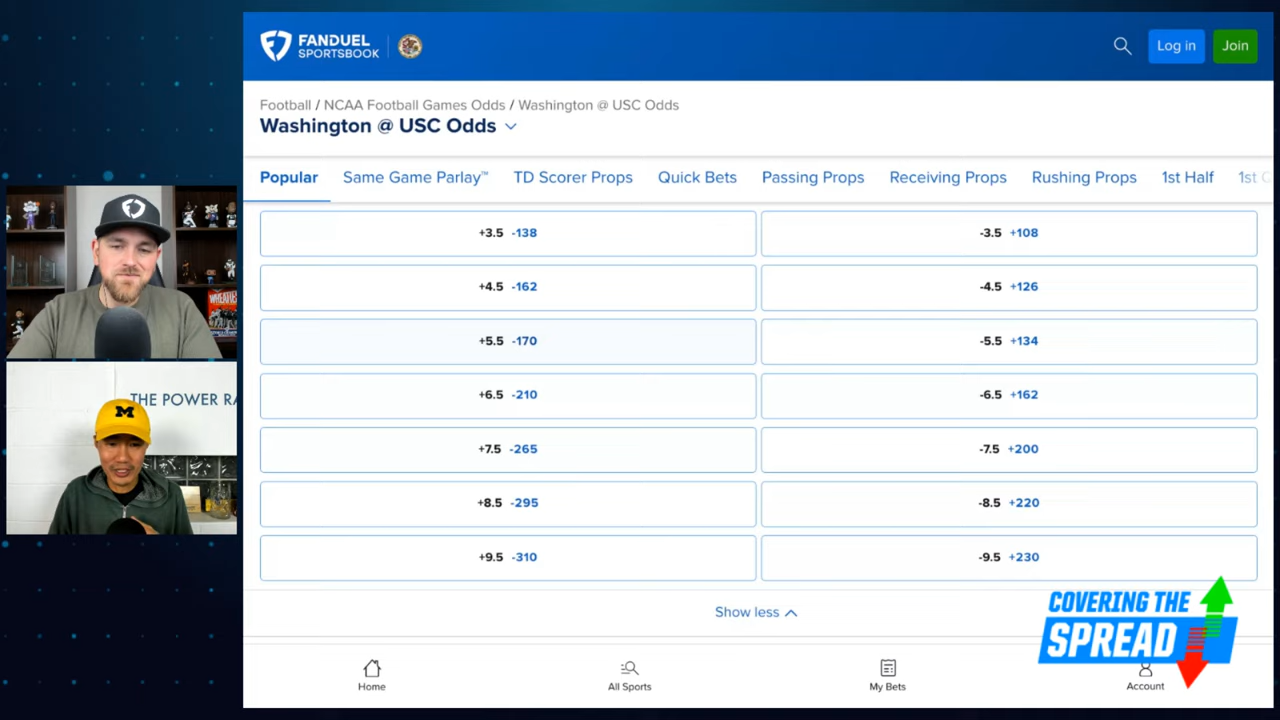 FANDUEL
SPORTSBOOK
Log in
Join
Football / NCAA Football Games Odds / Washington @ USC Odds
Washington @ USC Odds
Popular Same Game Parlay™ TD Scorer Props Quick Bets Passing Props Receiving Props Rushing Props 1st Half 1st
+3.5 -138 -3.5 +108
+4.5 -162 -4.5 +126
+5.5 -170 -5.5 +134
+6.5 -210 -6.5 +162
+7.5 -265 -7.5 +200
+8.5 -295 -8.5 +220
+9.5 -310 -9.5 +230
Show less
Home All Sports My Bets Account
COVERING THE
SPREAD
WHEATIES
THE POWER RA
M